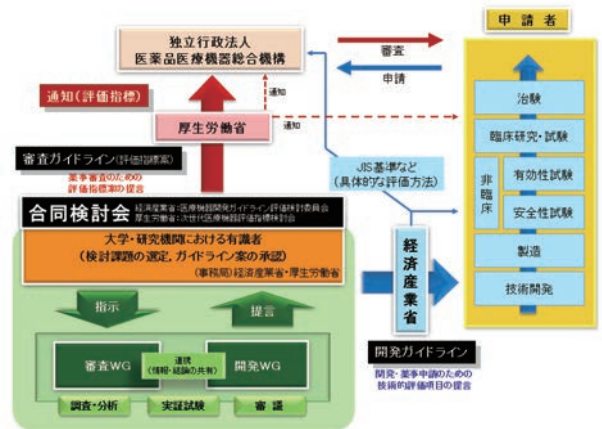 独立行政法人
医薬品医療機器総合機構
審査
申請
申請者
通知(評価指標)
厚生労働省
通知
通知
審査ガイドライン(評価指標案)
薬事審査のための
評価指標案の提言
JIS基準など
(具体的な評価方法)
治験
臨床研究・試験
非臨床
有効性試験
安全性試験
製造
技術開発
合同検討会
経済産業省:医療機器開発ガイドライン評価検討委員会
厚生労働省:次世代医療機器評価指標検討会
大学・研究機関における有識者
(検討課題の選定,ガイドライン案の承認)
(事務局)経済産業省・厚生労働省
経済産業省
指示
提言
審査WG
連携
(情報・結論の共有)
開発WG
調査・分析
実証試験
審議
開発ガイドライン
開発・薬事申請のための
技術的評価項目の提言